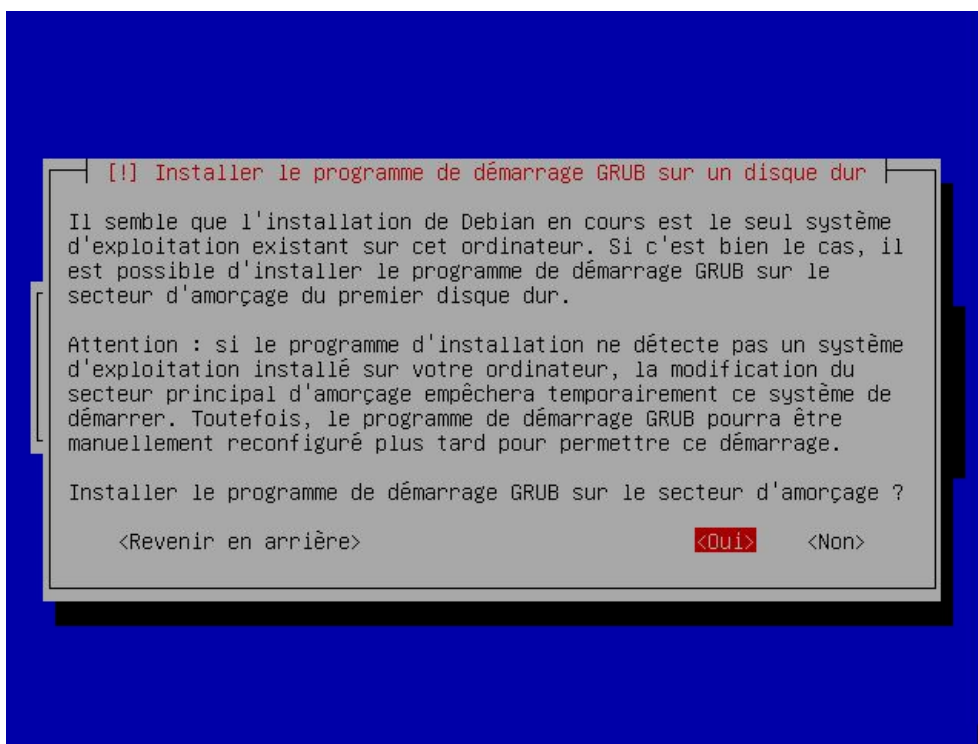 [!] Installer le programme de démarrage GRUB sur un disque dur
Il semble que l'installation de Debian en cours est le seul système
d'exploitation existant sur cet ordinateur. Si c'est bien le cas, il
est possible d'installer le programme de démarrage GRUB sur le
secteur d'amorçage du premier disque dur.
Attention : si le programme d'installation ne détecte pas un système
d'exploitation installé sur votre ordinateur, la modification du
secteur principal d'amorçage empêchera temporairement ce système de
démarrer. Toutefois, le programme de démarrage GRUB pourra être
manuellement reconfiguré plus tard pour permettre ce démarrage.
Installer le programme de démarrage GRUB sur le secteur d'amorçage ?
<Revenir en arrière> <Oui> <Non>